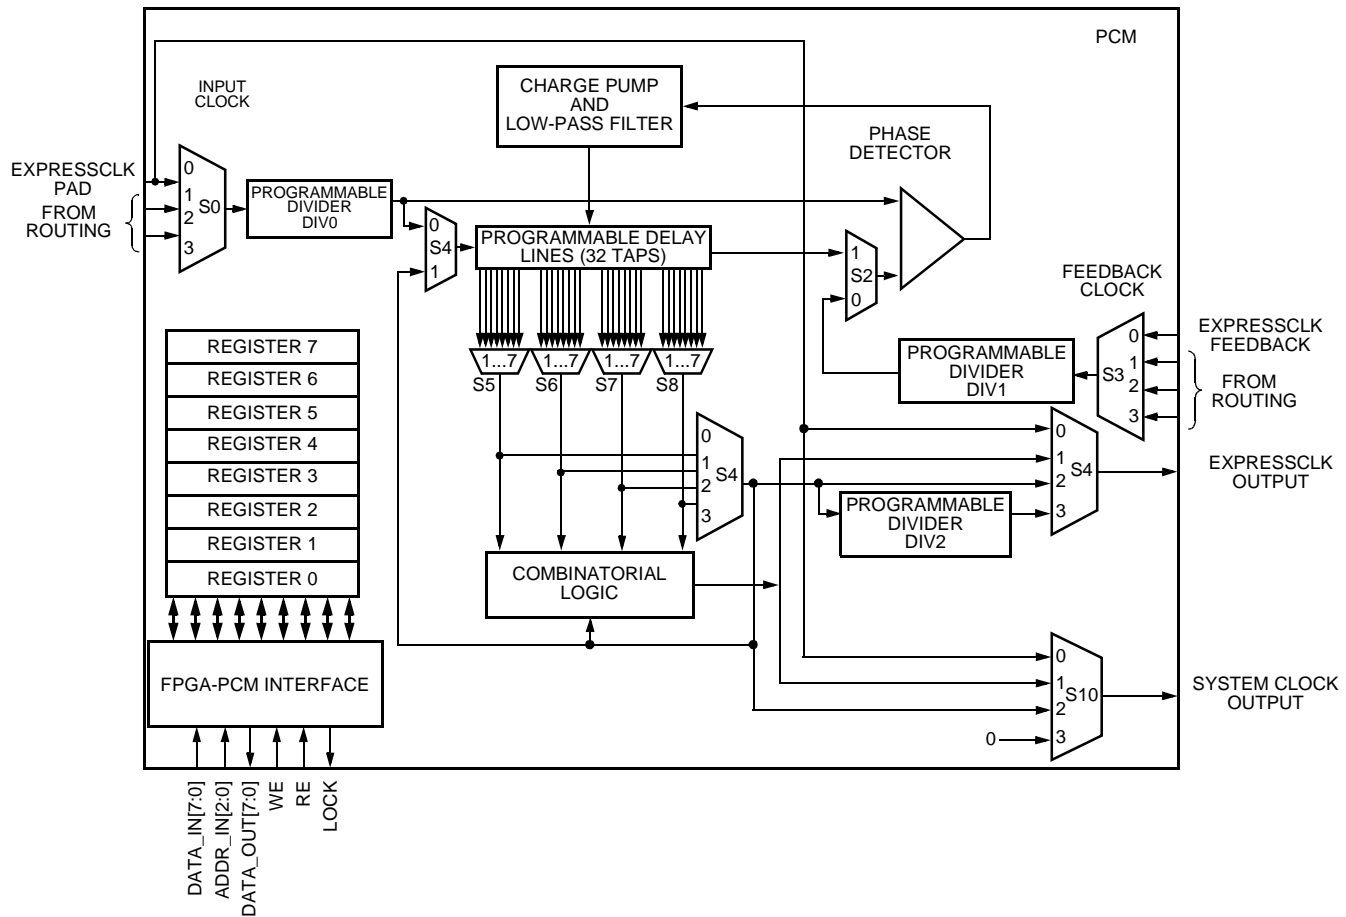 PCM
INPUT
CLOCK
CHARGE PUMP
AND
LOW-PASS FILTER
PHASE
DETECTOR
EXPRESSCLK
PAD
FROM
ROUTING
0
1
2
3
S0
PROGRAMMABLE
DIVIDER
DIV0
0
S4
1
PROGRAMMABLE DELAY
LINES (32 TAPS)
1
S2
0
FEEDBACK
CLOCK
0
1
2
3
S3
EXPRESSCLK
FEEDBACK
FROM
ROUTING
PROGRAMMABLE
DIVIDER
DIV1
1...7
1...7
1...7
1...7
S5
S6
S7
S8
REGISTER 7
REGISTER 6
REGISTER 5
REGISTER 4
REGISTER 3
REGISTER 2
REGISTER 1
REGISTER 0
0
1
2
3
S4
0
1
2
3
S4
EXPRESSCLK
OUTPUT
PROGRAMMABLE
DIVIDER
DIV2
COMBINATORIAL
LOGIC
FPGA-PCM INTERFACE
0
1
2
3
S10
0
SYSTEM CLOCK
OUTPUT
DATA_IN[7:0]
ADDR_IN[2:0]
DATA_OUT[7:0]
WE
RE
LOCK